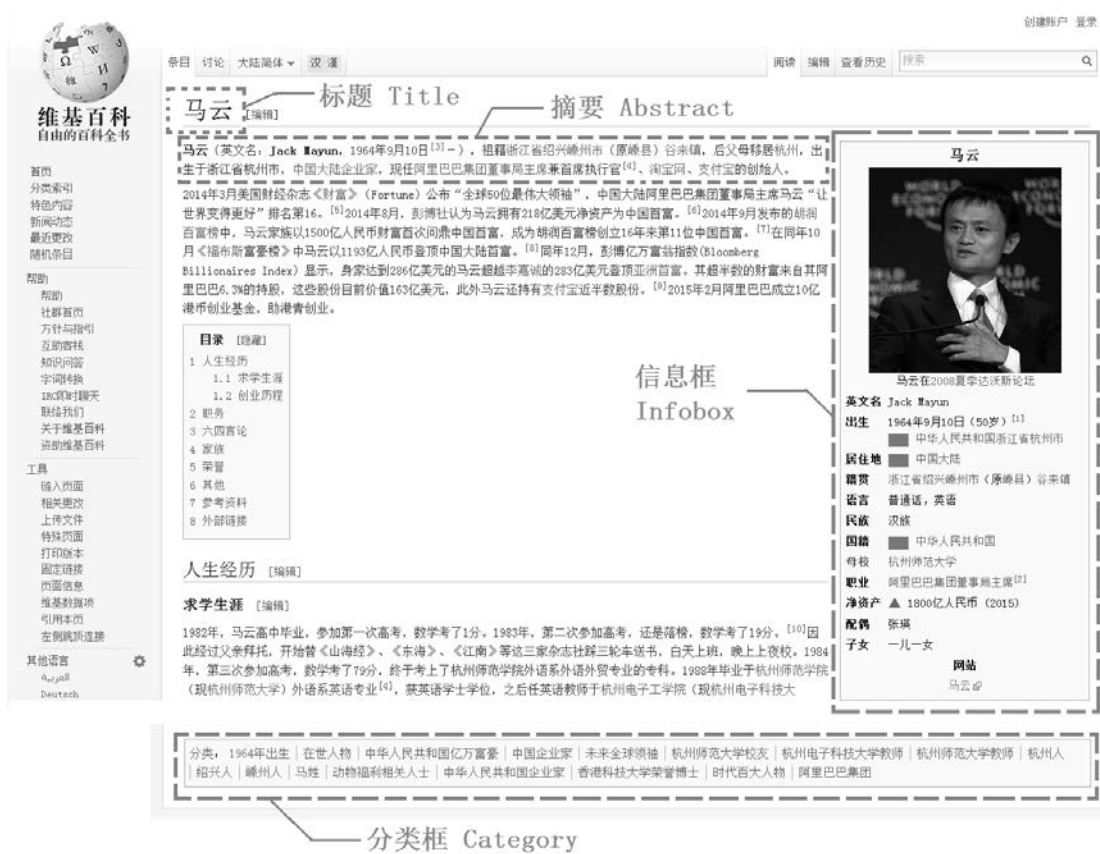 创建账户 登录
维基百科
自由的百科全书
条目 讨论 大陆简体 汉 漢
阅读 编辑 查看历史 搜索
马云 [编辑]
标题 Title
摘要 Abstract
首页
分类索引
特色内容
新闻动态
最近更改
随机条目
帮助
帮助
社群首页
方针与指引
互助客栈
知识问答
字词转换
IRC即时聊天
联络我们
关于维基百科
资助维基百科
工具
链入页面
相关更改
上传文件
特殊页面
打印版本
固定链接
页面信息
维基数据项
引用本页
左侧跳顶连接
其他语言
العربية
Deutsch
马云(英文名:Jack Mayun,1964年9月10日[3]-),祖籍浙江省绍兴嵊州市(原嵊县)谷来镇,后父母移居杭州,出
生于浙江省杭州市,中国大陆企业家,现任阿里巴巴集团董事局主席兼首席执行官[4]、淘宝网、支付宝的创始人。
2014年3月美国财经杂志《财富》(Fortune)公布“全球50位最伟大领袖”,中国大陆阿里巴巴集团董事局主席马云“让
世界变得更好”排名第16。[5]2014年8月,彭博社认为马云拥有218亿美元净资产为中国首富。[6]2014年9月发布的胡润
百富榜中,马云家族以1500亿人民币财富首次问鼎中国首富,成为胡润百富榜创立16年来第11位中国首富。[7]在同年10
月《福布斯富豪榜》中马云以1193亿人民币登顶中国大陆首富。[8]同年12月,彭博亿万富翁指数(Bloomberg
Billionaires Index)显示,身家达到286亿美元的马云超越李嘉诚的283亿美元登顶亚洲首富。其超半数的财富来自其阿
里巴巴6.3%的持股,这些股份目前价值163亿美元,此外马云还持有支付宝近半数股份。[9]2015年2月阿里巴巴成立10亿
港币创业基金,助港青创业。
目录 [隐藏]
1 人生经历
1.1 求学生涯
1.2 创业历程
2 职务
3 六四言论
4 家族
5 荣誉
6 其他
7 参考资料
8 外部链接
信息框
Infobox
人生经历 [编辑]
求学生涯 [编辑]
1982年,马云高中毕业,参加第一次高考,数学考了1分。1983年,第二次参加高考,还是落榜,数学考了19分。[10]因
此经过父亲拜托,开始替《山海经》、《东海》、《江南》等这三家杂志社踩三轮车送书,白天上班,晚上上夜校。1984
年,第三次参加高考,数学考了79分,终于考上了杭州师范学院外语系外语外贸专业的专科。1988年毕业于杭州师范学院
(现杭州师范大学)外语系英语专业[4],获英语学士学位,之后任英语教师于杭州电子工学院(现杭州电子科技大
马云
马云在2008夏季达沃斯论坛
英文名 Jack Mayun
出生 1964年9月10日(50岁)[1]
中华人民共和国浙江省杭州市
居住地 中国大陆
籍贯 浙江省绍兴嵊州市(原嵊县)谷来镇
语言 普通话,英语
民族 汉族
国籍 中华人民共和国
母校 杭州师范大学
职业 阿里巴巴集团董事局主席[2]
净资产 ▲ 1800亿人民币 (2015)
配偶 张瑛
子女 一儿一女
网站
马云
分类: 1964年出生 | 在世人物 | 中华人民共和国亿万富豪 | 中国企业家 | 未来全球领袖 | 杭州师范大学校友 | 杭州电子科技大学教师 | 杭州师范大学教师 | 杭州人
| 绍兴人 | 嵊州人 | 马姓 | 动物福利相关人士 | 中华人民共和国企业家 | 香港科技大学荣誉博士 | 时代百大人物 | 阿里巴巴集团
分类框 Category